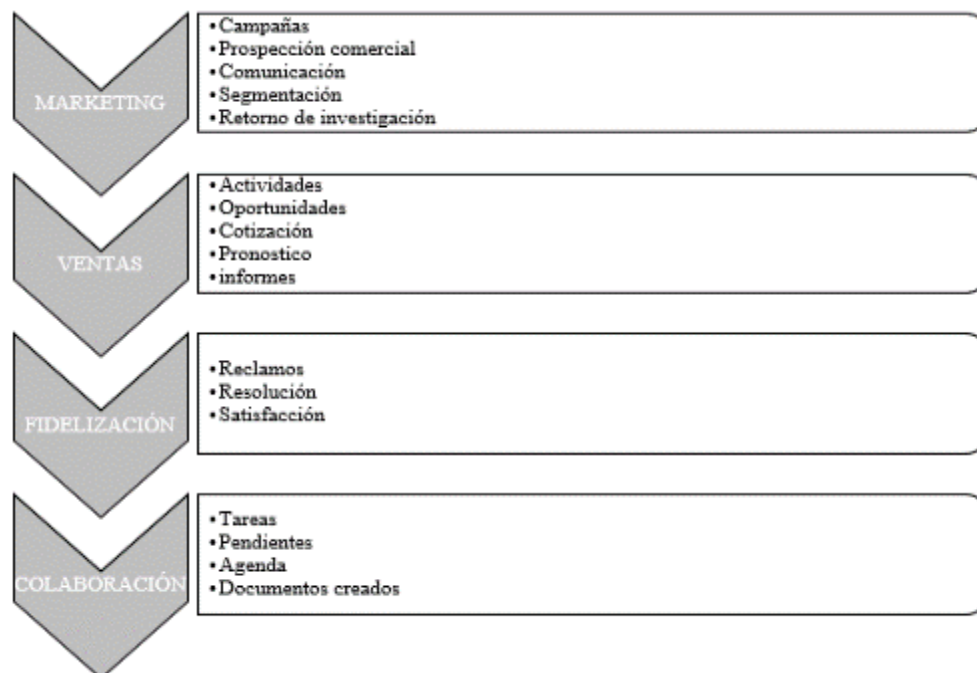 MARKETING
•Campañas
•Prospección comercial
•Comunicación
•Segmentación
•Retorno de investigación
VENTAS
•Actividades
•Oportunidades
•Cotización
•Pronostico
•informes
FIDELIZACIÓN
•Reclamos
•Resolución
•Satisfacción
COLABORACIÓN
•Tareas
•Pendientes
•Agenda
•Documentos creados